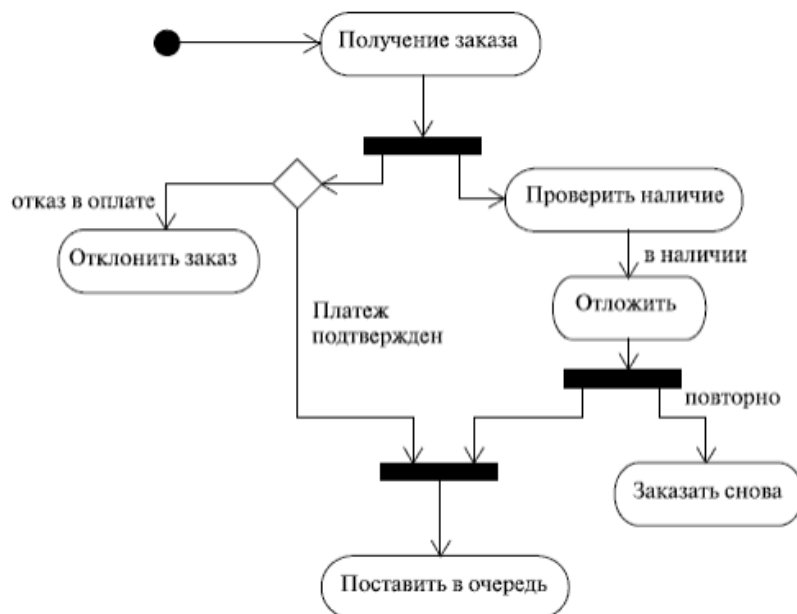 Получение заказа
отказ в оплате
Проверить наличие
Отклонить заказ
в наличии
Отложить
Платеж
подтвержден
повторно
Заказать снова
Поставить в очередь